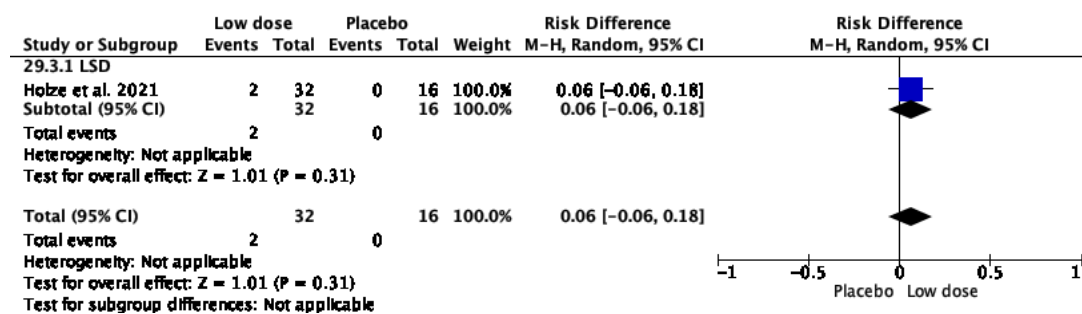 Low dose Placebo Risk Difference Risk Difference
Study or Subgroup Events Total Events Total Weight M-H, Random, 95% CI M-H, Random, 95% CI
29.3.1 LSD
Holze et al. 2021 2 32 0 16 100.0% 0.06 [-0.06, 0.18]
Subtotal (95% CI) 32 16 100.0% 0.06 [-0.06, 0.18]
Total events 2 0
Heterogeneity: Not applicable
Test for overall effect: Z = 1.01 (P = 0.31)
Total (95% CI) 32 16 100.0% 0.06 [-0.06, 0.18]
Total events 2 0
Heterogeneity: Not applicable
Test for overall effect: Z = 1.01 (P = 0.31)
Test for subgroup differences: Not applicable
-1 -0.5 0 0.5 1
Placebo Low dose